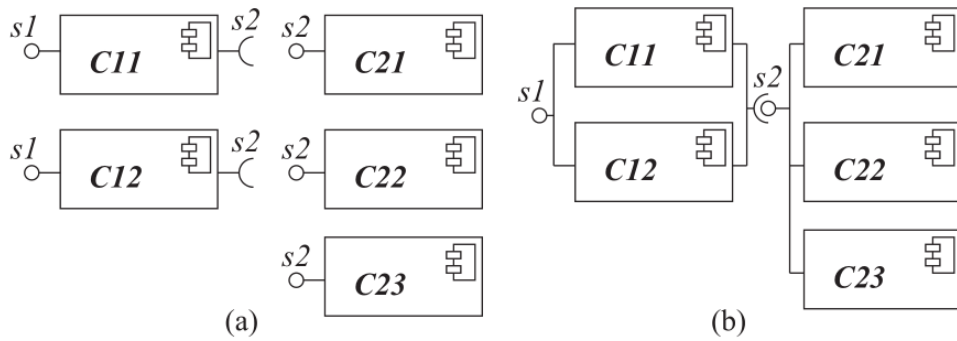 s1 C11 s2
s2 C21
s1 C12 s2
s2 C22
s2 C23
(a)
C11 C21
s1 s2
C12 C22
C23
(b)